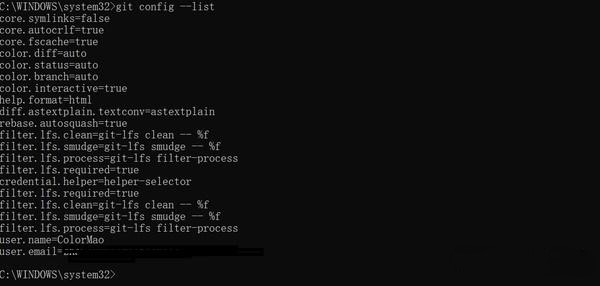 C:\WINDOWS\system32>git config --list
core.symlinks=false
core.autocrlf=true
core.fscache=true
color.diff=auto
color.status=auto
color.branch=auto
color.interactive=true
help.format=html
diff.astextplain.textconv=astextplain
rebase.autosquash=true
filter.lfs.clean=git-lfs clean -- %f
filter.lfs.smudge=git-lfs smudge -- %f
filter.lfs.process=git-lfs filter-process
filter.lfs.required=true
credential.helper=helper-selector
filter.lfs.required=true
filter.lfs.clean=git-lfs clean -- %f
filter.lfs.smudge=git-lfs smudge -- %f
filter.lfs.process=git-lfs filter-process
user.name=ColorMao
user.email=
C:\WINDOWS\system32>